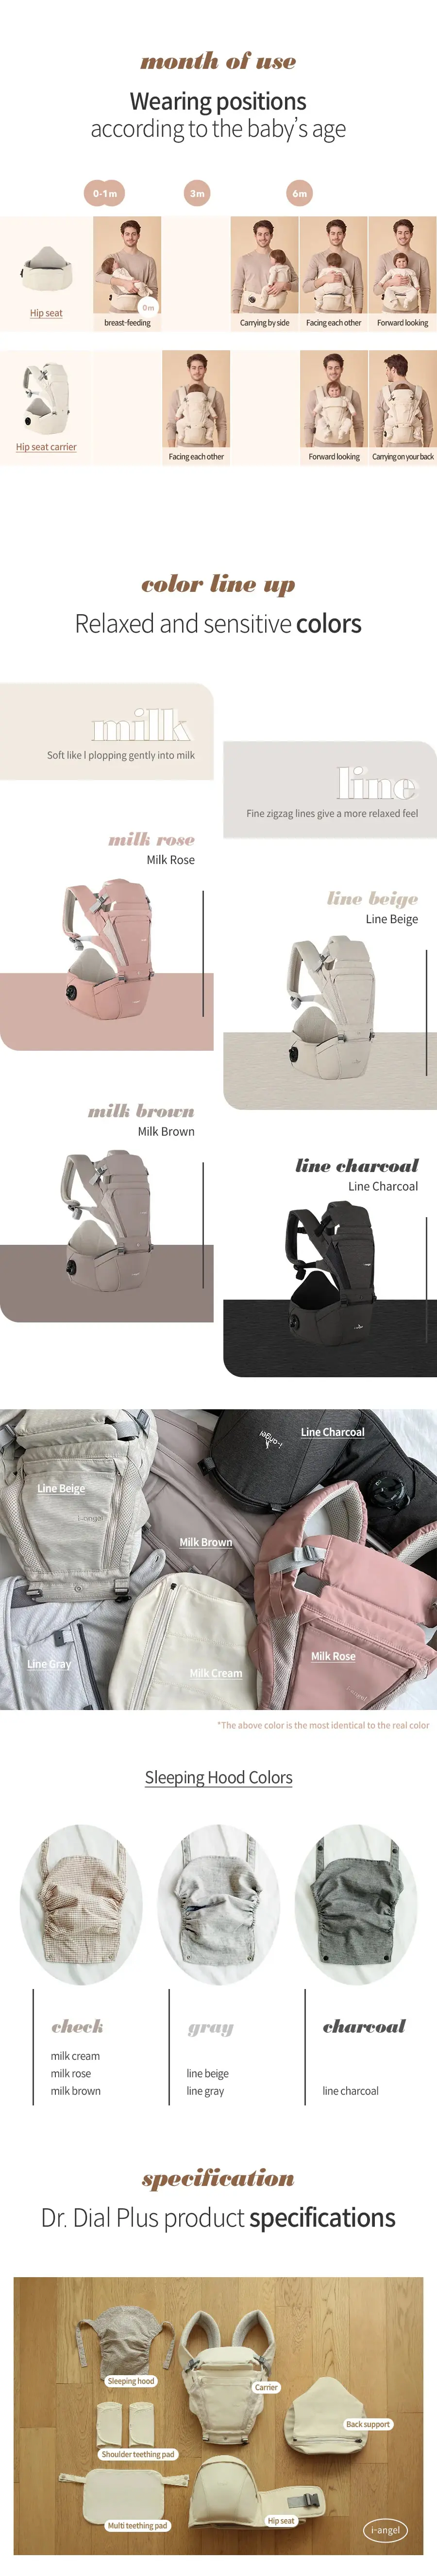 month of use
Wearing positions
according to the baby's age
0-1m
3m
6m
Hip seat
0m
breast-feeding
Carrying by side
Facing each other
Forward looking
Hip seat carrier
Facing each other
Forward looking
Carrying on your back
color line up
Relaxed and sensitive colors
milk
Soft like I plopping gently into milk
line
Fine zigzag lines give a more relaxed feel
milk rose
Milk Rose
line beige
Line Beige
milk brown
Milk Brown
line charcoal
Line Charcoal
i-angel
Line Charcoal
Line Beige
i-angel
Milk Brown
Line Gray
Milk Cream
Milk Rose
i-angel
*The above color is the most identical to the real color
Sleeping Hood Colors
check
milk cream
milk rose
milk brown
gray
line beige
line gray
charcoal
line charcoal
specification
Dr. Dial Plus product specifications
Sleeping hood
Carrier
Back support
Shoulder teething pad
Hip seat
Multi teething pad
i-angel